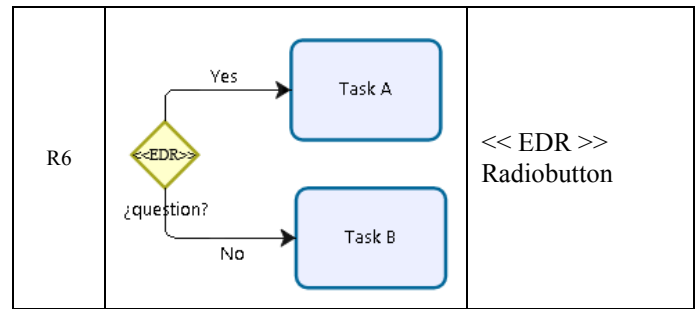 R6
Yes
Task A
<<EDR>>
¿question?
No
Task B
<< EDR >>
Radiobutton